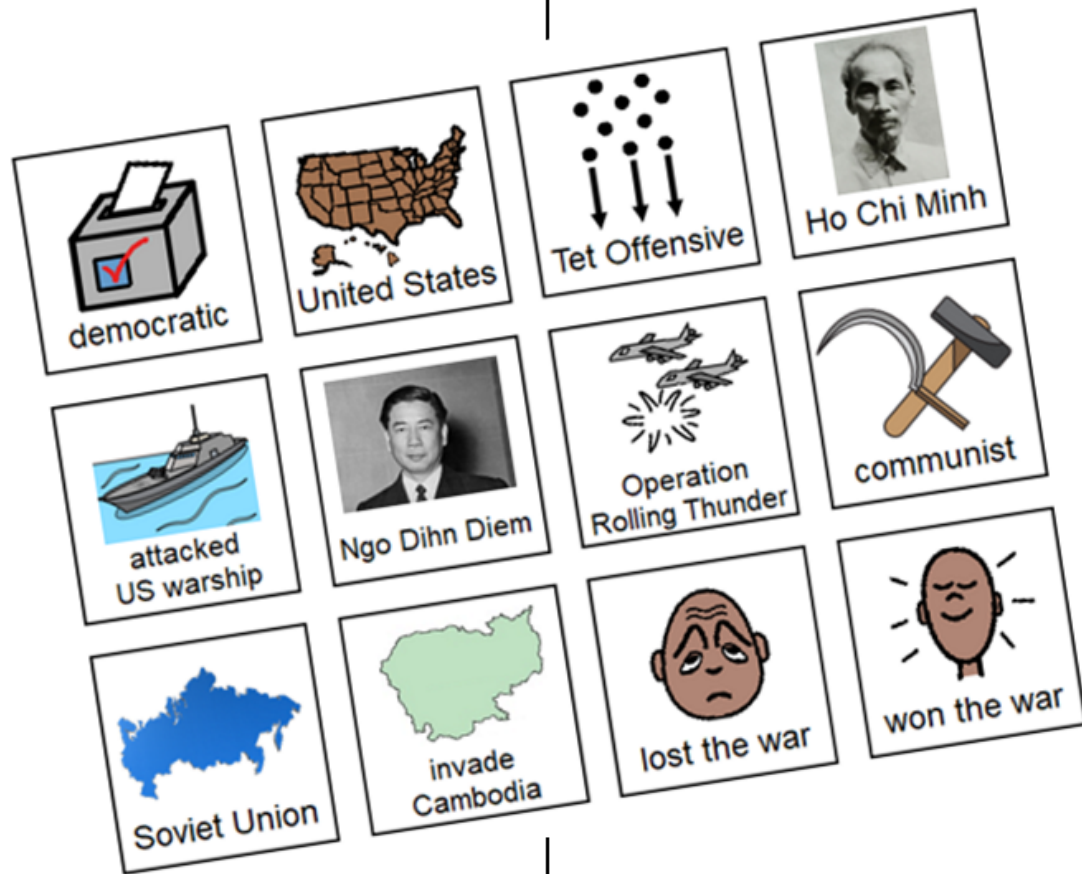 democratic
United States
Tet Offensive
Ho Chi Minh
attacked
US warship
Ngo Dihn Diem
Operation
Rolling Thunder
communist
Soviet Union
invade
Cambodia
lost the war
won the war